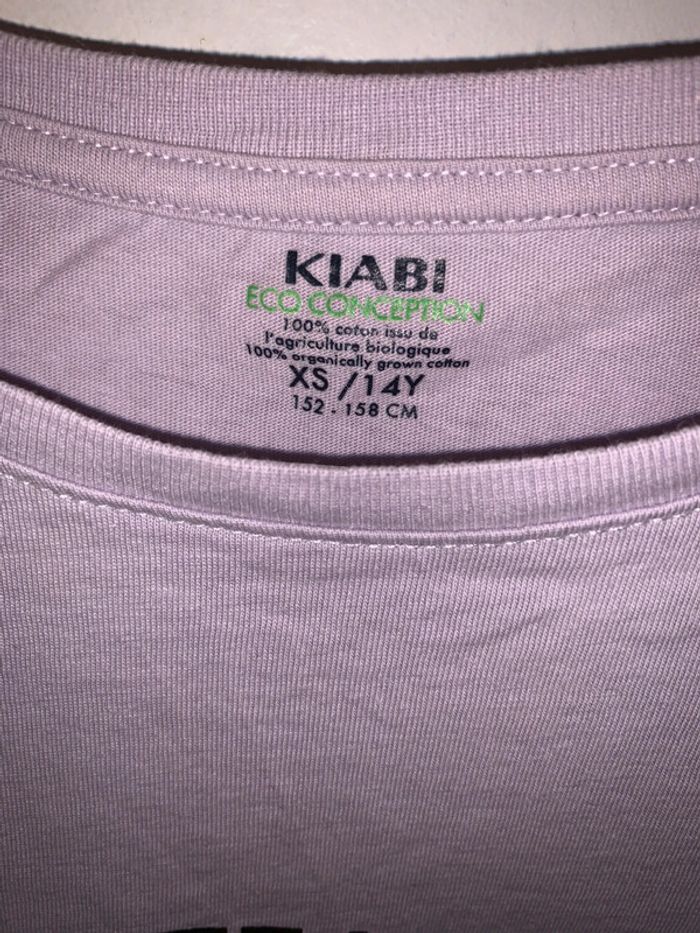 KIABI
ECO CONCEPTION
100% coton issu de
l'agriculture biologique
100% organically grown cotton
XS /14Y
152 - 158 CM